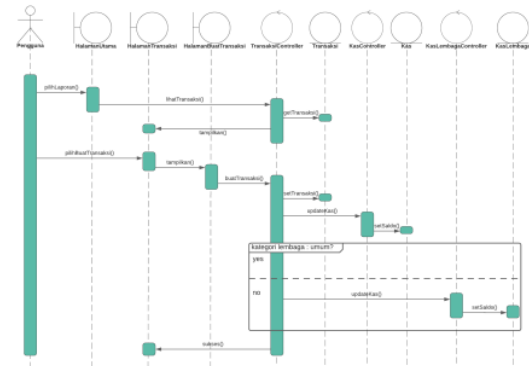 Pengguna
HalamanUtama
HalamanTransaksi
HalamanBuatTransaksi
TransaksiController
Transaksi
KasController
Kas
KasLembagaController
KasLembaga
pilihLaporan()
lihatTransaksi()
getTransaksi()
tampilkan()
pilihBuatTransaksi()
tampilkan()
buatTransaksi()
setTransaksi()
updateKas()
setSaldo()
kategori lembaga : umum?
yes
no
updateKas()
setSaldo()
sukses()